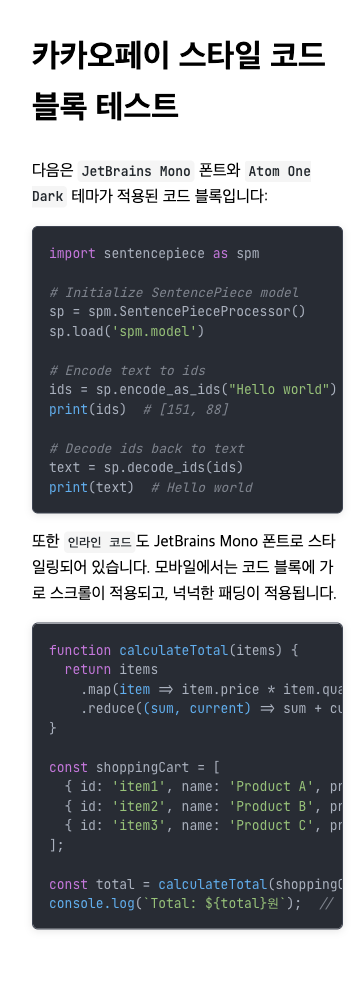 카카오페이 스타일 코드
블록 테스트
다음은 JetBrains Mono 폰트와 Atom One
Dark 테마가 적용된 코드 블록입니다:
import sentencepiece as spm
# Initialize SentencePiece model
sp = spm.SentencePieceProcessor()
sp.load('spm.model')
# Encode text to ids
ids = sp.encode_as_ids("Hello world")
print(ids)  # [151, 88]
# Decode ids back to text
text = sp.decode_ids(ids)
print(text)  # Hello world
또한 인라인 코드 도 JetBrains Mono 폰트로 스타
일링되어 있습니다. 모바일에서는 코드 블록에 가
로 스크롤이 적용되고, 넉넉한 패딩이 적용됩니다.
function calculateTotal(items) {
  return items
    .map(item => item.price * item.qua
    .reduce((sum, current) => sum + cu
}
const shoppingCart = [
  { id: 'item1', name: 'Product A', pr
  { id: 'item2', name: 'Product B', pr
  { id: 'item3', name: 'Product C', pr
];
const total = calculateTotal(shoppingC
console.log(`Total: ${total}원`);  //